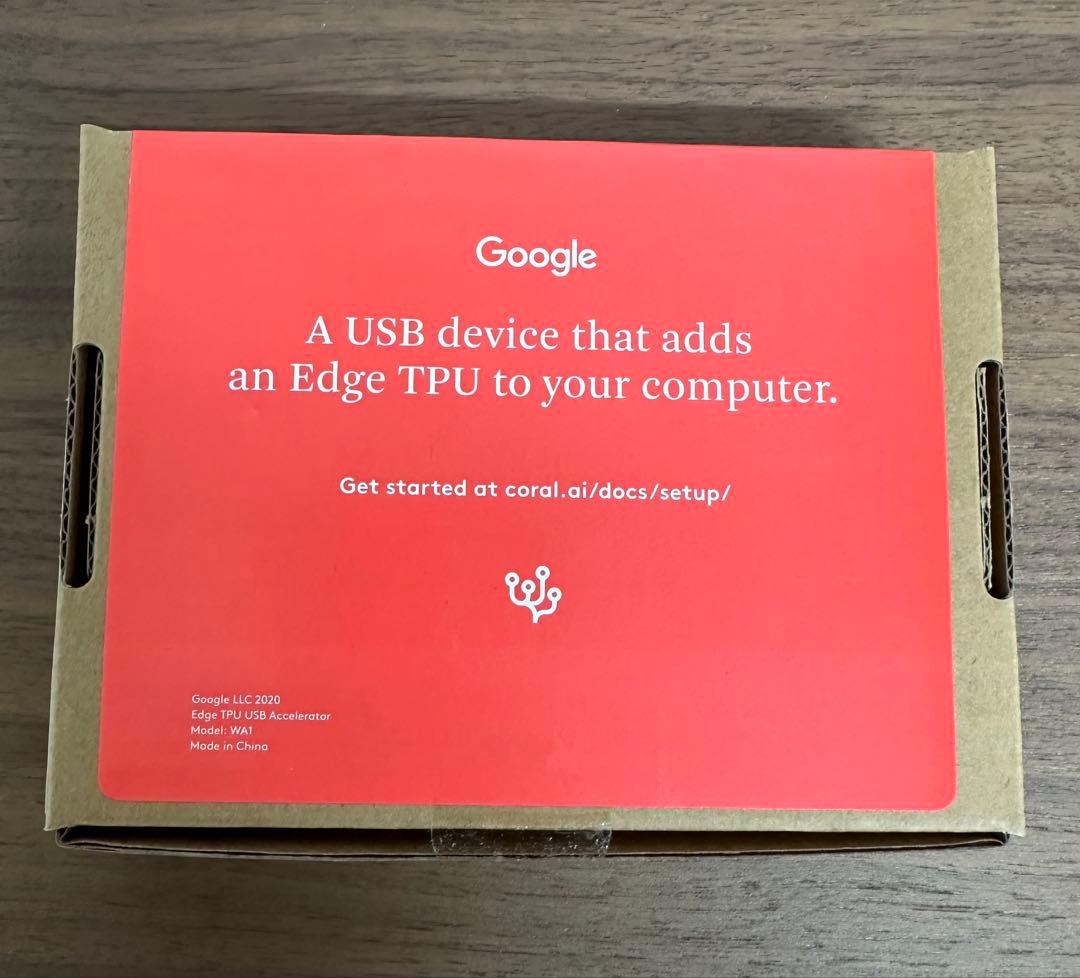 Google
A USB device that adds
an Edge TPU to your computer.
Get started at coral.ai/docs/setup/
Google LLC 2020
Edge TPU USB Accelerator
Model: WA1
Made in China